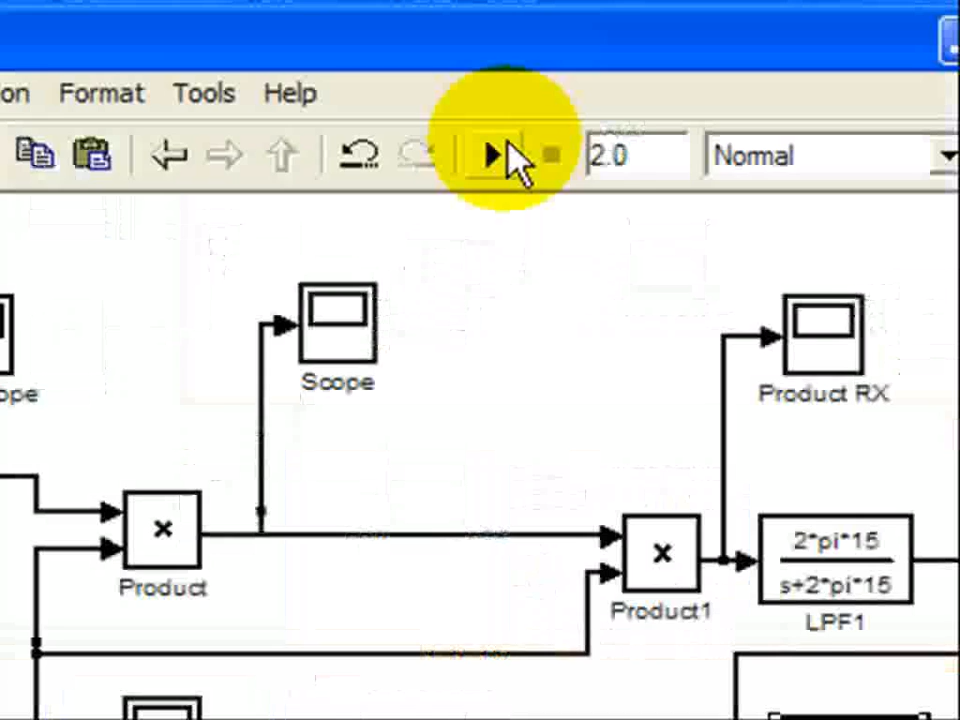 on Format Tools Help
2.0 Normal
Scope
ope
Product RX
×
Product
×
Product1
2*pi*15
s+2*pi*15
LPF1